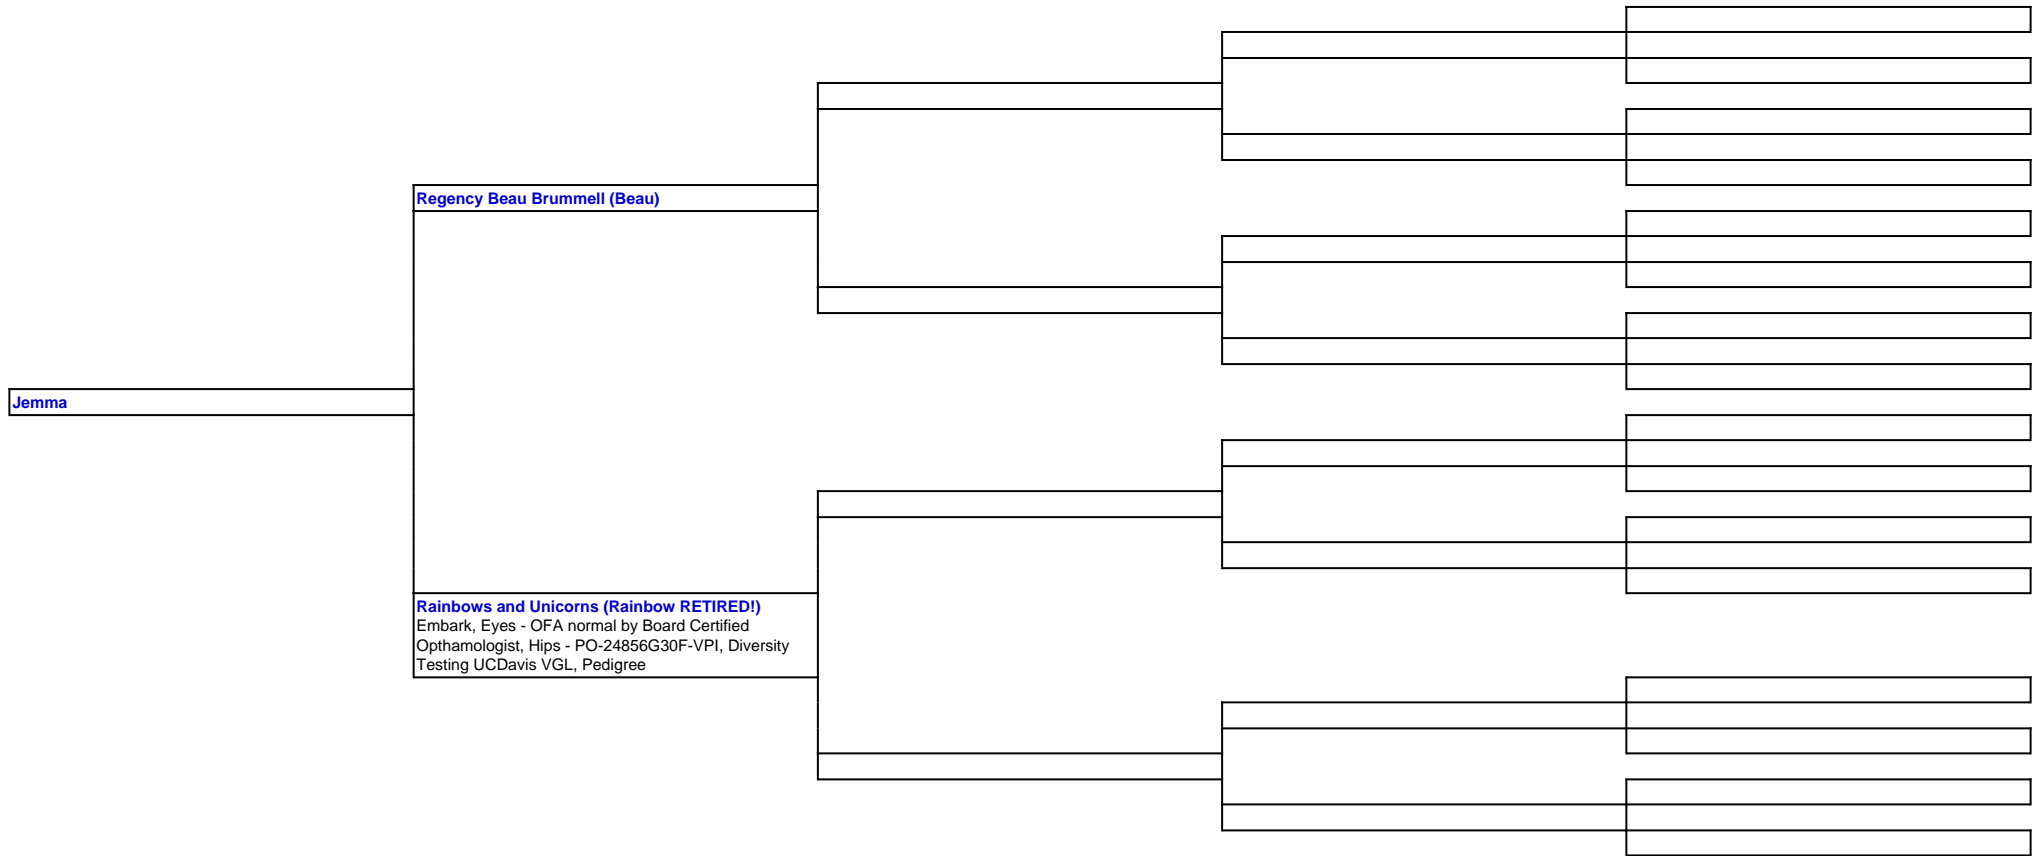 Regency Beau Brummell (Beau)
Jemma
Rainbows and Unicorns (Rainbow RETIRED!)
Embark, Eyes - OFA normal by Board Certified
Opthamologist, Hips - PO-24856G30F-VPI, Diversity
Testing UCDavis VGL, Pedigree